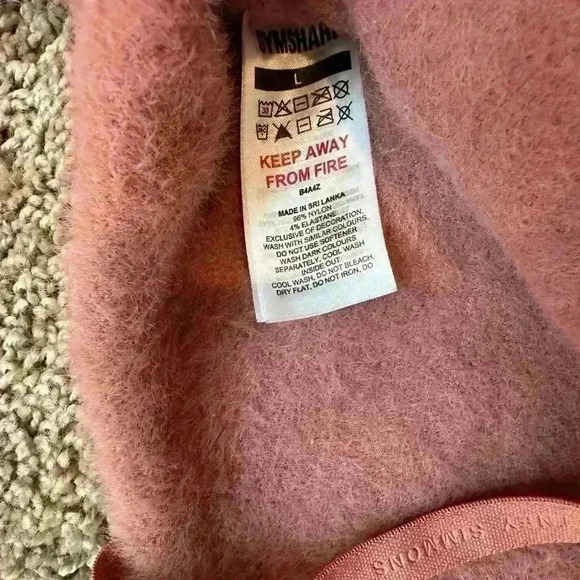 GYMSHARK
L
30
KEEP AWAY
FROM FIRE
B4A4Z
MADE IN SRI LANKA
96% NYLON
4% ELASTANE
EXCLUSIVE OF DECORATION.
WASH WITH SIMILAR COLOURS.
DO NOT USE SOFTENER
WASH DARK COLOURS
SEPARATELY, COOL WASH
INSIDE OUT
COOL WASH, DO NOT BLEACH,
DRY FLAT, DO NOT IRON, DO
SIMMONS